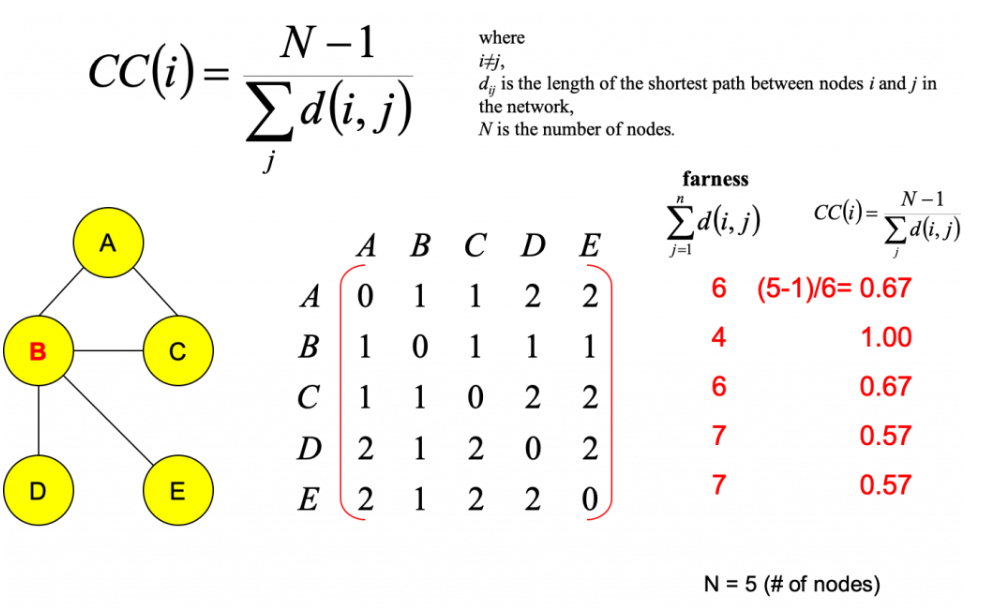 CC(i) = N – 1 / ∑ j d(i, j)
where
i≠j,
dij is the length of the shortest path between nodes i and j in
the network,
N is the number of nodes.
farness
n ∑ j=1 d(i, j) CC(i) = N – 1 / ∑ j d(i, j)
A
B
C
D
E
A B C D E
A 0 1 1 2 2 6 (5-1)/6= 0.67
B 1 0 1 1 1 4 1.00
C 1 1 0 2 2 6 0.67
D 2 1 2 0 2 7 0.57
E 2 1 2 2 0 7 0.57
N = 5 (# of nodes)